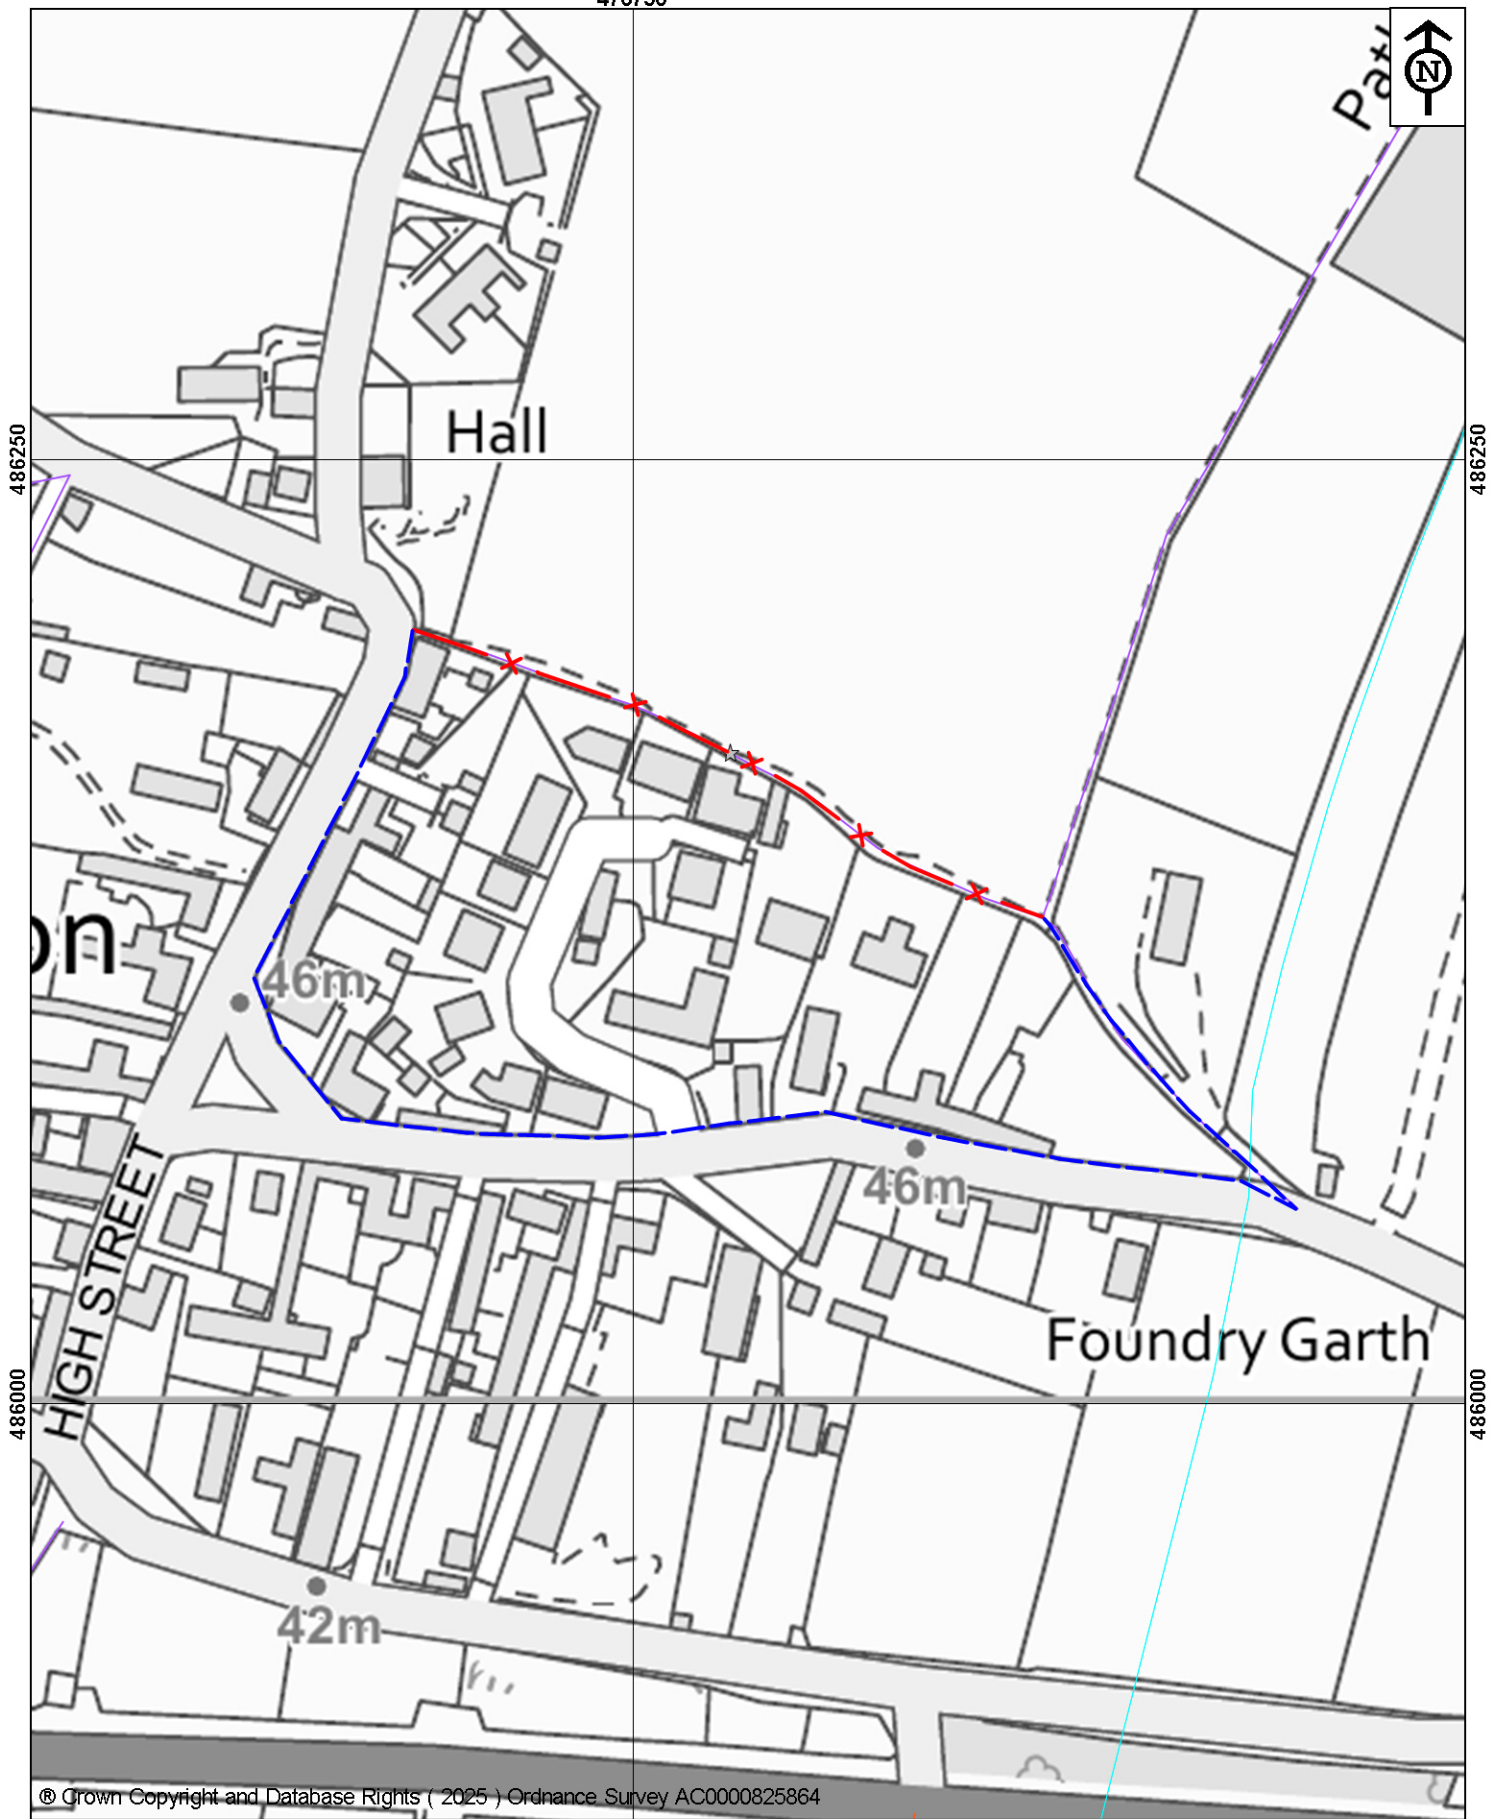 N
Hall
486250
486250
on
46m
46m
HIGH STREET
Foundry Garth
486000
486000
42m
® Crown Copyright and Database Rights ( 2025 ) Ordnance Survey AC0000825864